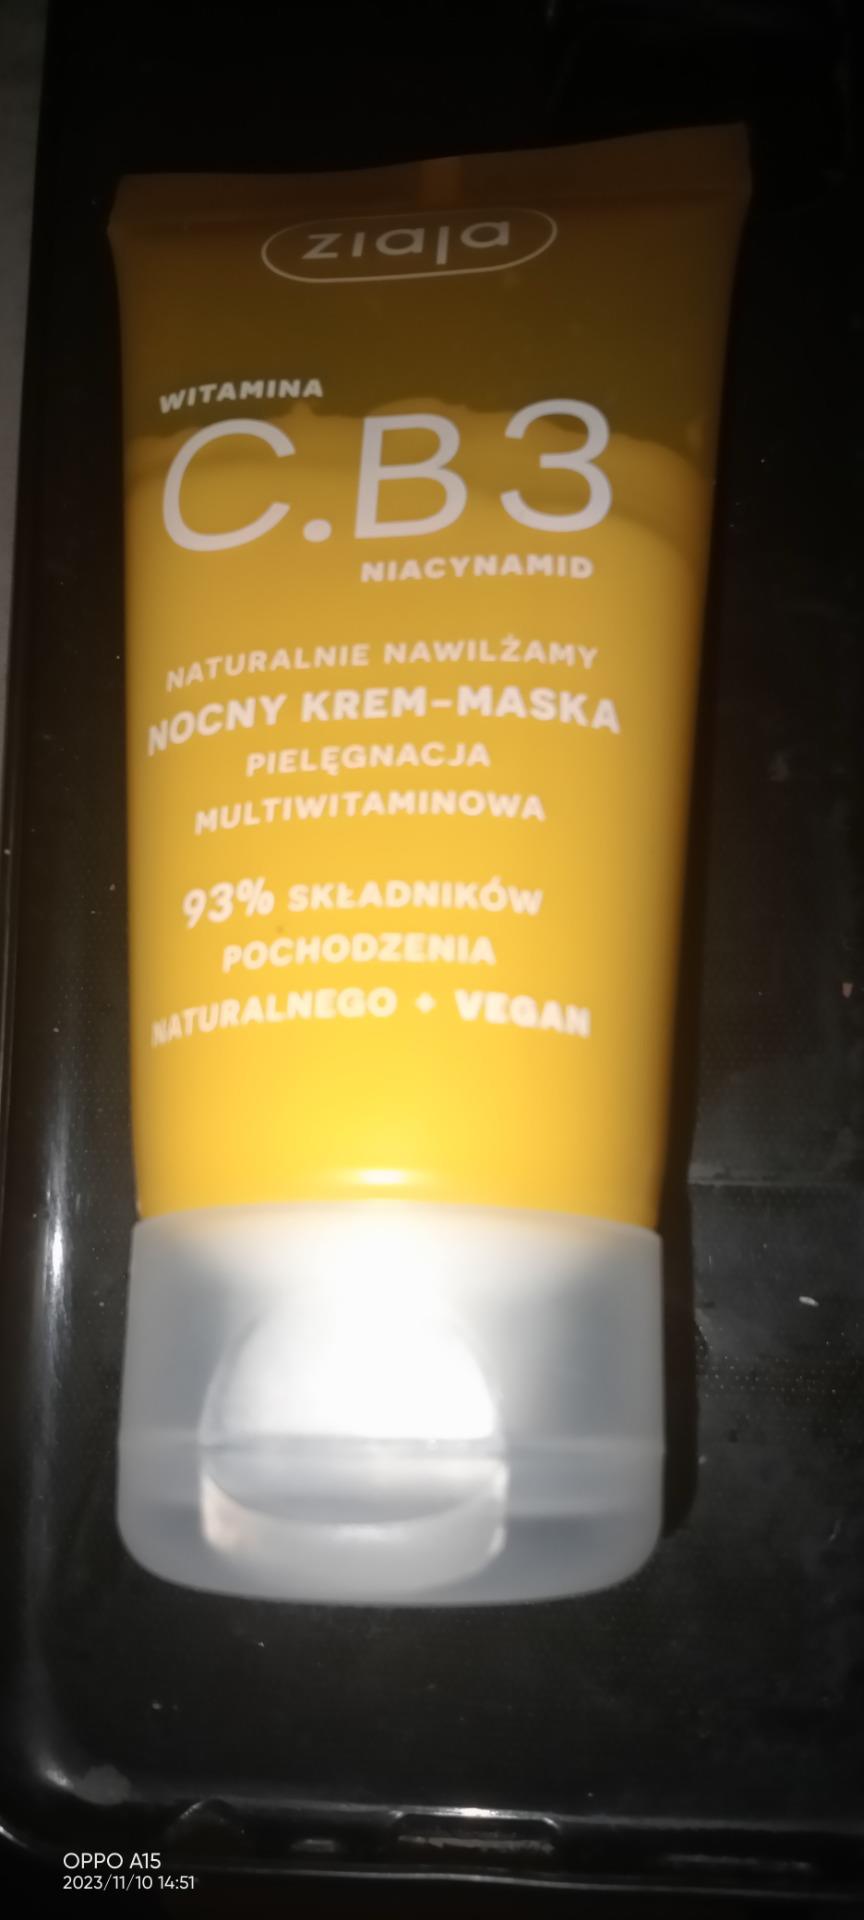 ziaja
WITAMINA
C.B3
NIACYNAMID
NATURALNIE NAWILŻAMY
NOCNY KREM-MASKA
PIELĘGNACJA
MULTIWITAMINOWA
93% SKŁADNIKÓW
POCHODZENIA
NATURALNEGO + VEGAN
OPPO A15
2023/11/10 14:51